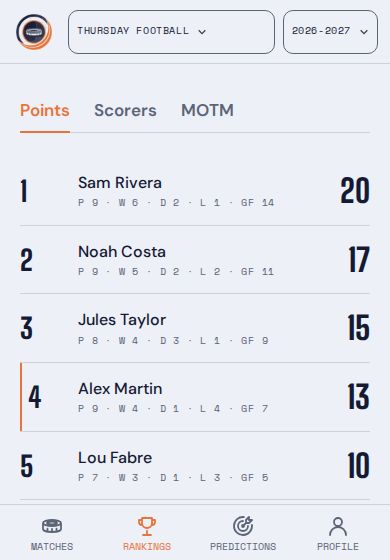 THURSDAY FOOTBALL
2026-2027
Points
Scorers
MOTM
1
Sam Rivera
P 9 · W 6 · D 2 · L 1 · GF 14
20
2
Noah Costa
P 9 · W 5 · D 2 · L 2 · GF 11
17
3
Jules Taylor
P 8 · W 4 · D 3 · L 1 · GF 9
15
4
Alex Martin
P 9 · W 4 · D 1 · L 4 · GF 7
13
5
Lou Fabre
P 7 · W 3 · D 1 · L 3 · GF 5
10
MATCHES
RANKINGS
PREDICTIONS
PROFILE